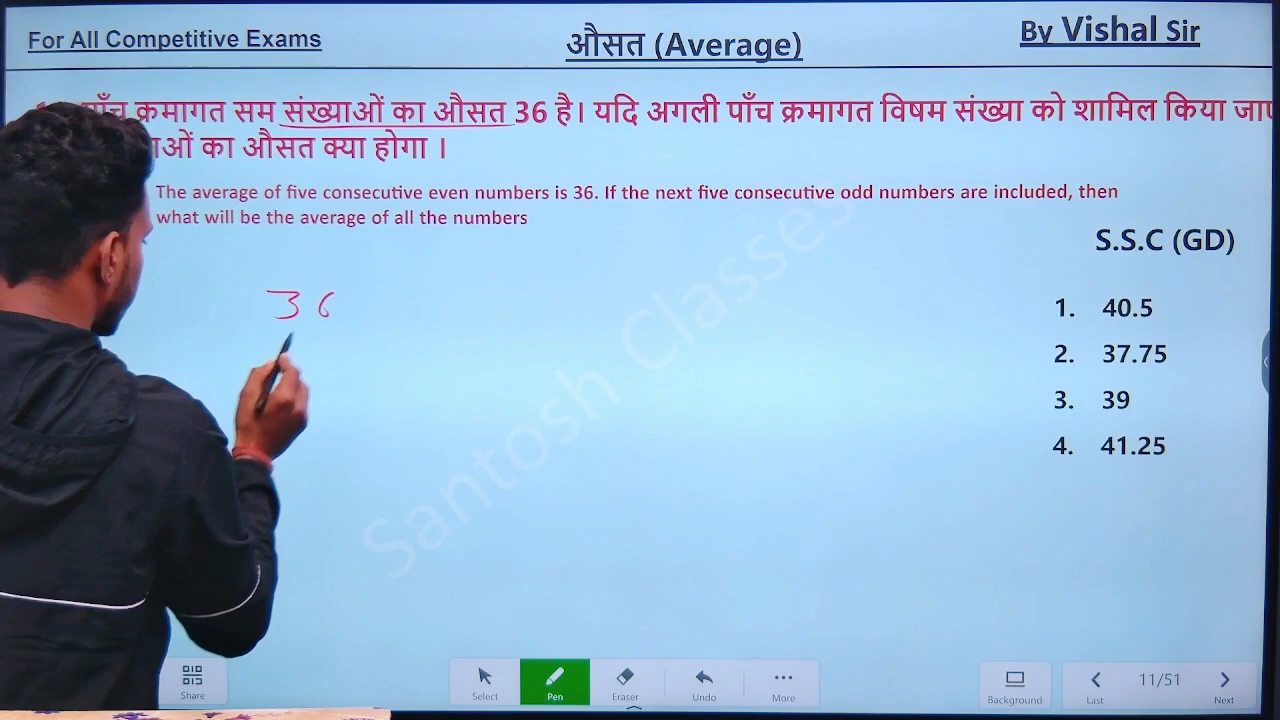 For All Competitive Exams
औसत (Average)
By Vishal Sir
पाँच क्रमागत सम संख्याओं का औसत 36 है। यदि अगली पाँच क्रमागत विषम संख्या को शामिल किया
का औसत क्या होगा ।
The average of five consecutive even numbers is 36. If the next five consecutive odd numbers are included, then
what will be the average of all the numbers
S.S.C (GD)
36
1. 40.5
2. 37.75
3. 39
4. 41.25
Santosh Classes
Share
Select
Pen
Eraser
Undo
More
Background
Last
11/51
Next